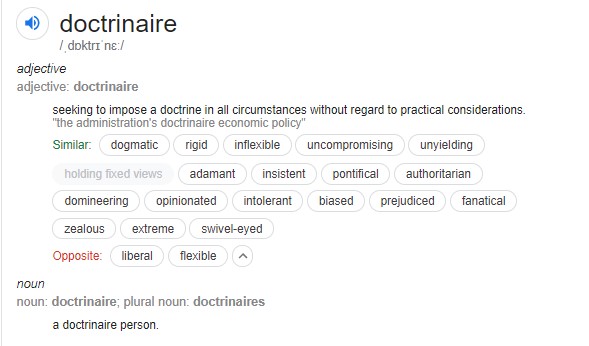 doctrinaire
/ˌdɒktrɪˈnɛː/
adjective
adjective: doctrinaire
seeking to impose a doctrine in all circumstances without regard to practical considerations.
"the administration's doctrinaire economic policy"
Similar: dogmatic rigid inflexible uncompromising unyielding
holding fixed views adamant insistent pontifical authoritarian
domineering opinionated intolerant biased prejudiced fanatical
zealous extreme swivel-eyed
Opposite: liberal flexible
noun
noun: doctrinaire; plural noun: doctrinaires
a doctrinaire person.